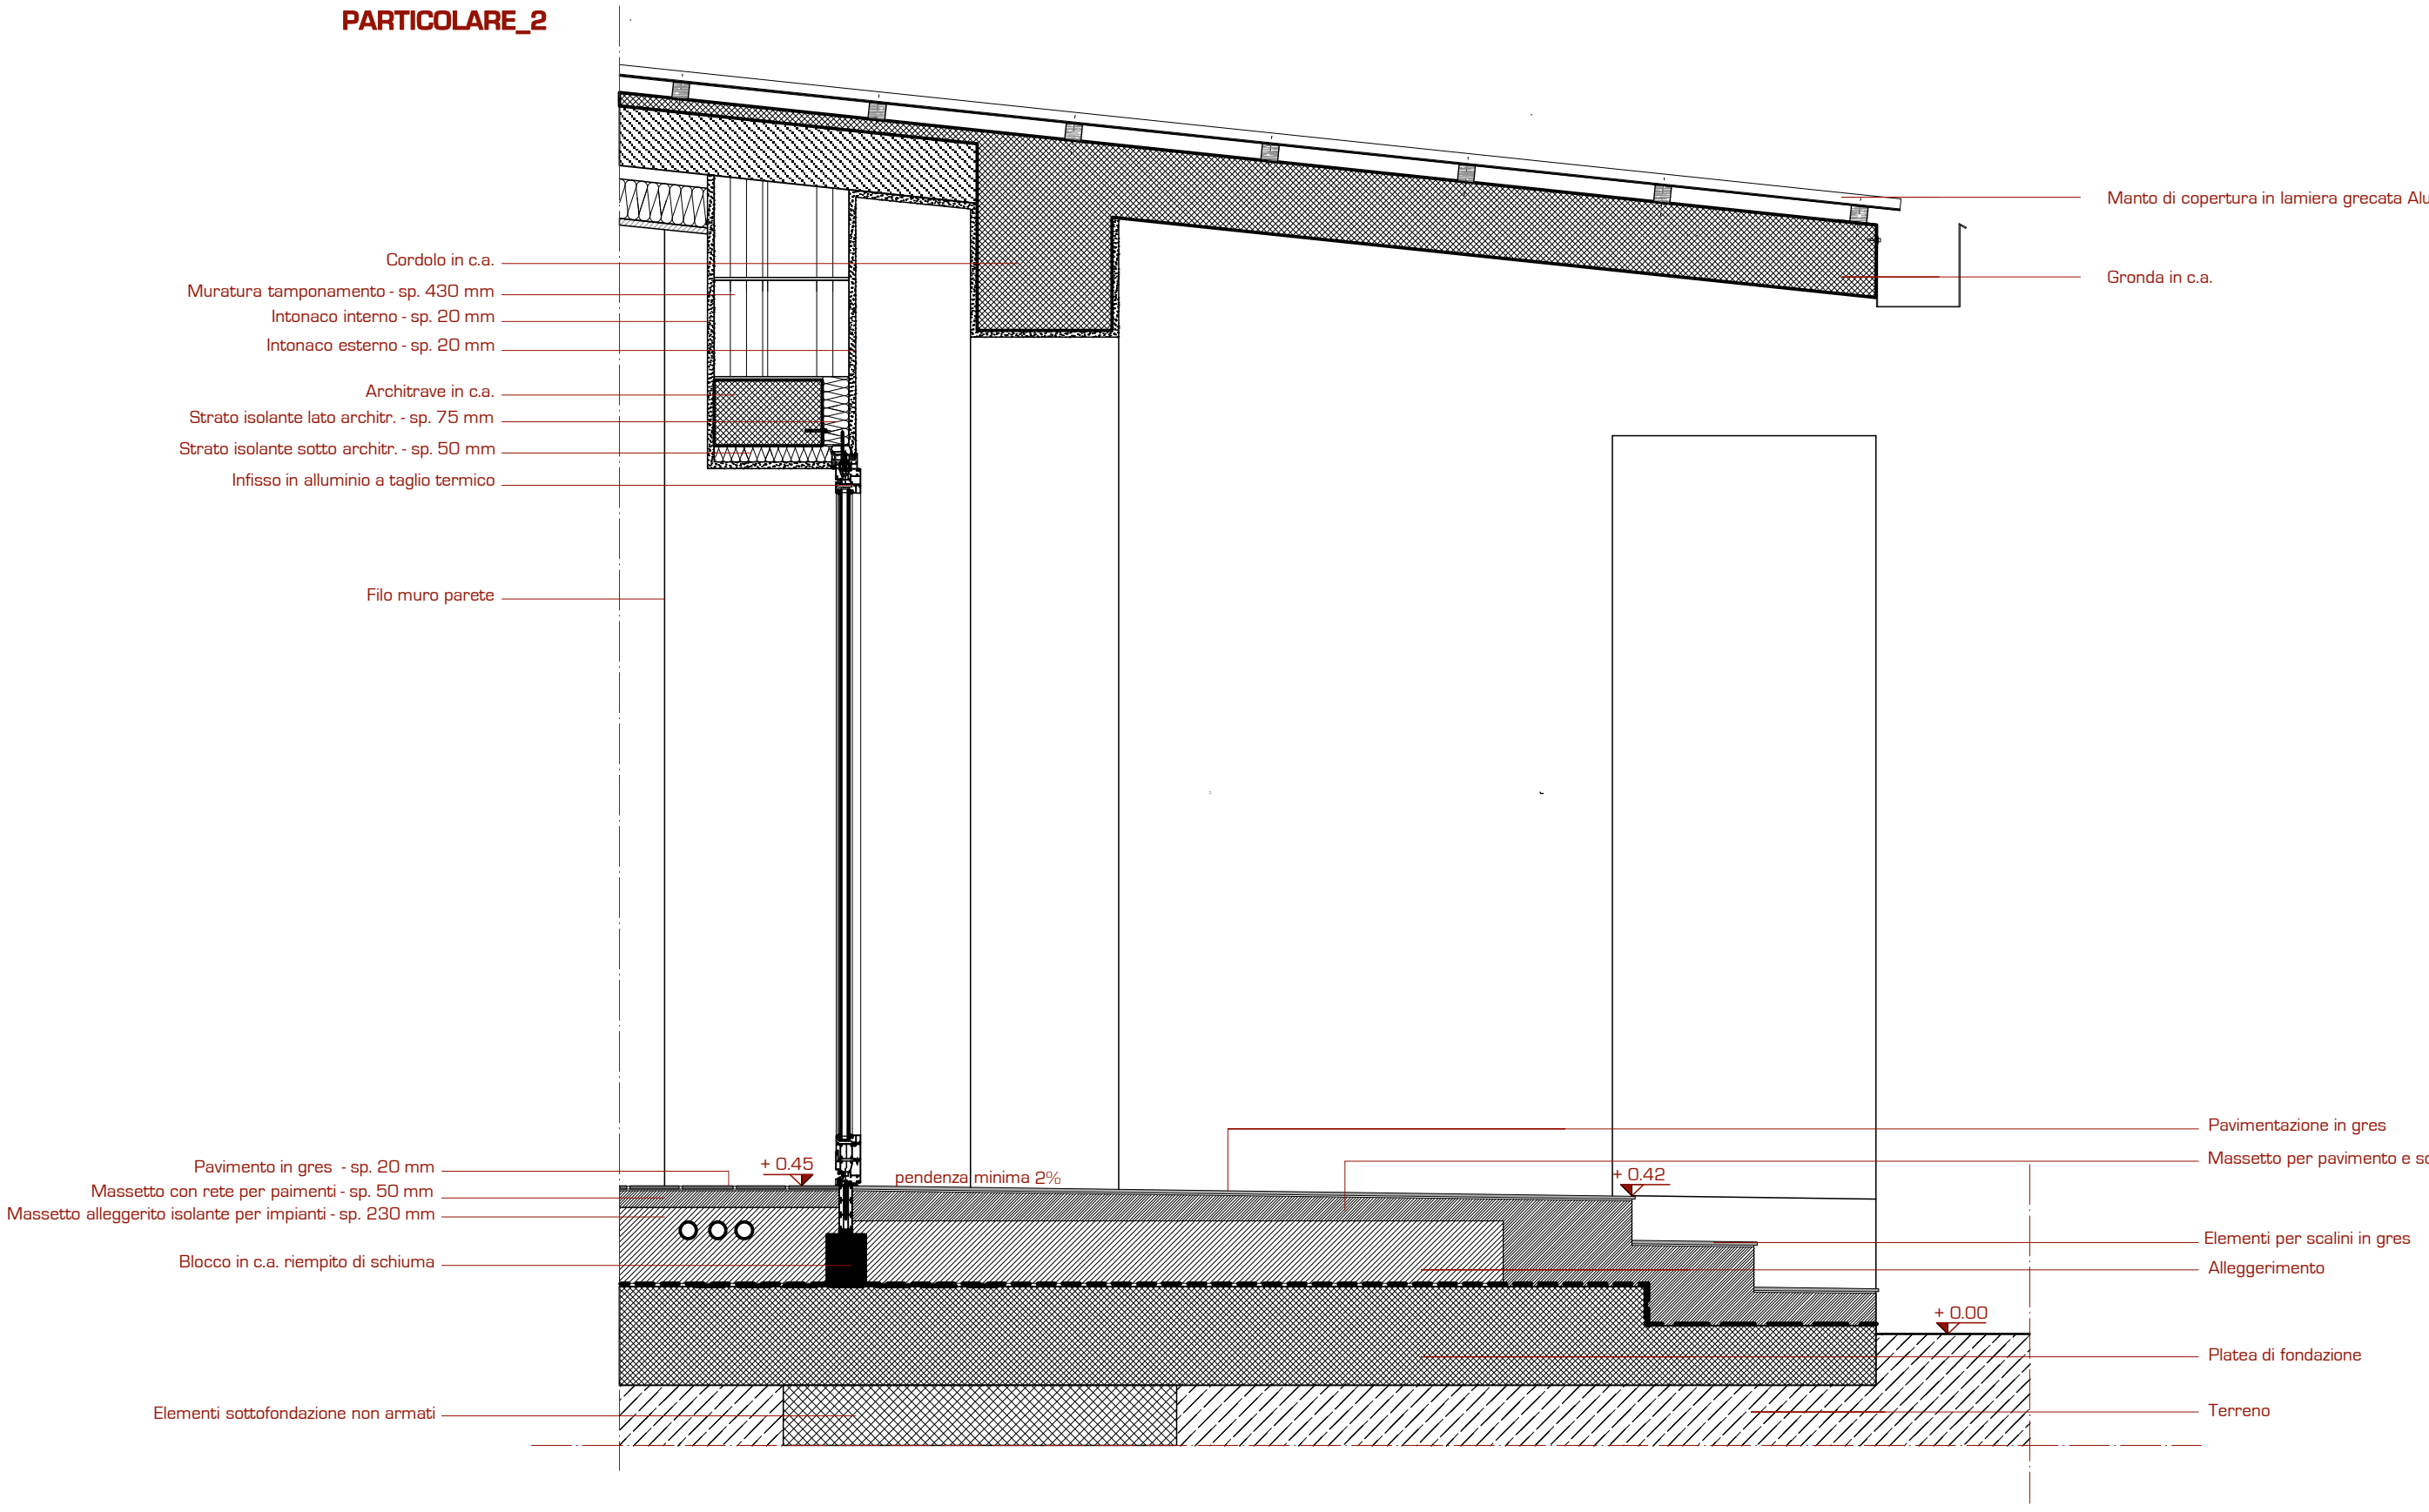 PARTICOLARE_2
Manto di copertura in lamiera grecata
Cordolo in c.a.
Gronda in c.a.
Muratura tamponamento - sp. 430 mm
Intonaco interno - sp. 20 mm
Intonaco esterno - sp. 20 mm
Architrave in c.a.
Strato isolante lato architr. - sp. 75 mm
Strato isolante sotto architr. - sp. 50 mm
Infisso in alluminio a taglio termico
Filo muro parete
Pavimentazione in gres
Massetto per pavimento e
Pavimento in gres - sp. 20 mm
+ 0.45
pendenza minima 2%
+ 0.42
Massetto con rete per paimenti - sp. 50 mm
Massetto alleggerito isolante per impianti - sp. 230 mm
Elementi per scalini in gres
Blocco in c.a. riempito di schiuma
Alleggerimento
+ 0.00
Platea di fondazione
Elementi sottofondazione non armati
Terreno